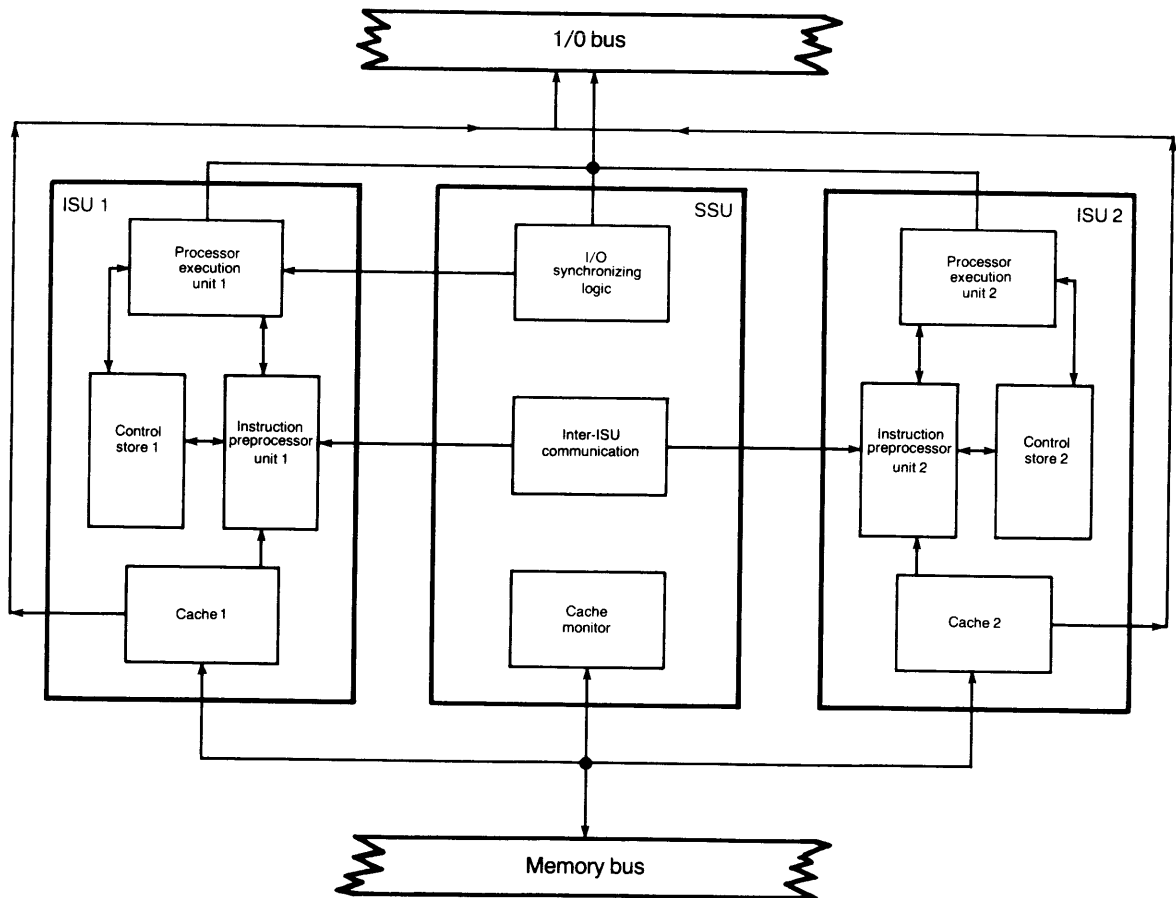 1/0 bus
ISU 1
SSU
ISU 2
Processor
execution
unit 1
I/O
synchronizing
logic
Processor
execution
unit 2
Control
store 1
Instruction
preprocessor
unit 1
Inter-ISU
communication
Instruction
preprocessor
unit 2
Control
store 2
Cache 1
Cache
monitor
Cache 2
Memory bus